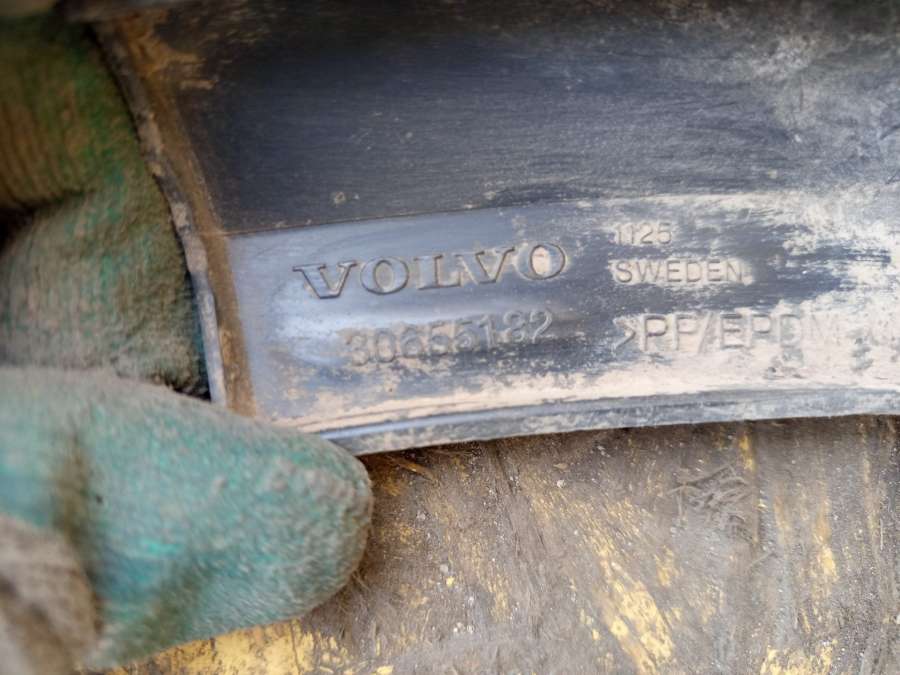 VOLVO
30655182
1125
SWEDEN
>PP/EPDM